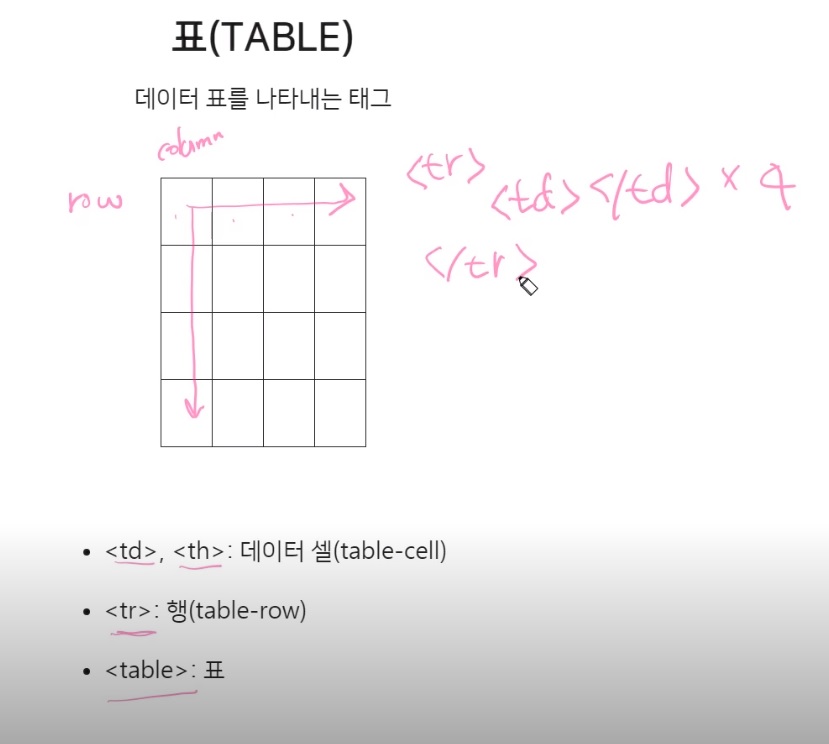 표(TABLE)
데이터 표를 나타내는 태그
column
row
<tr>
<td></td> x 4
</tr>
• <td>, <th>: 데이터 셀(table-cell)
• <tr>: 행(table-row)
• <table>: 표